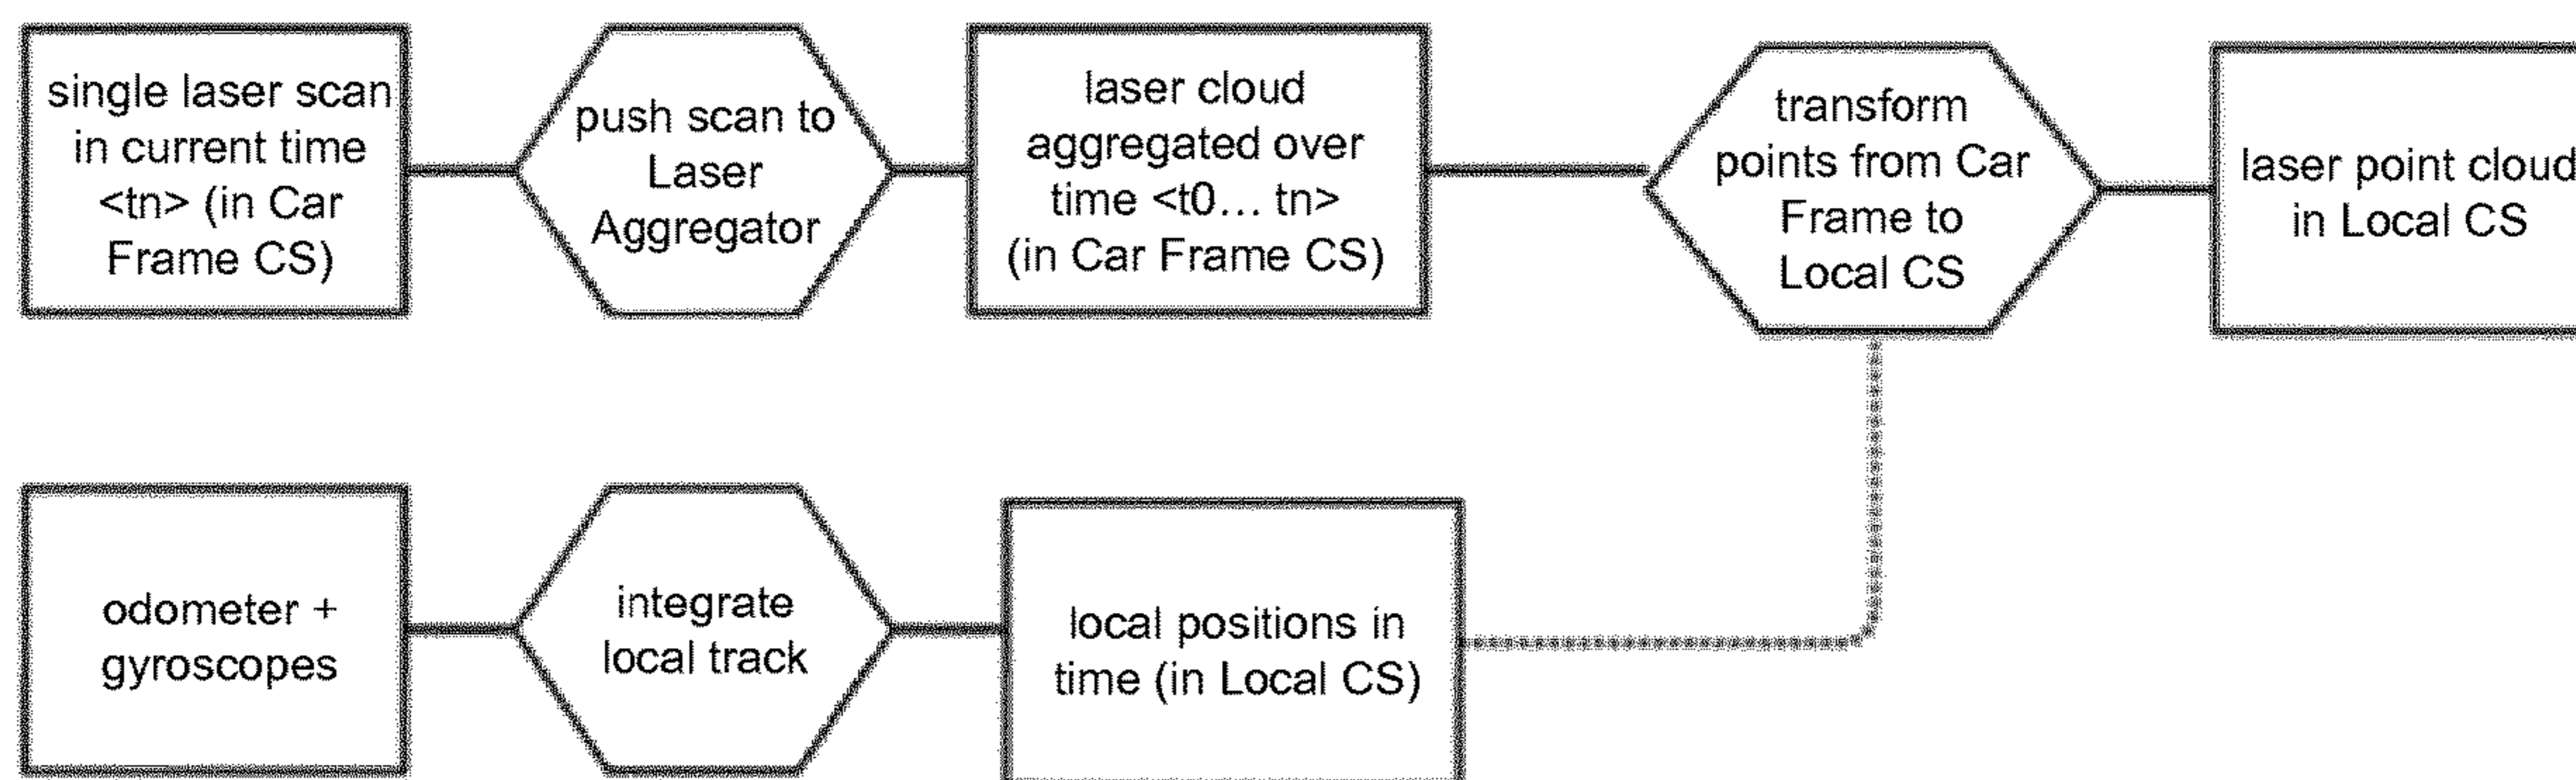 single laser scan
in current time
<tn> (in Car
Frame CS)
push scan to
Laser
Aggregator
laser cloud
aggregated over
time <t0... tn>
(in Car Frame CS)
transform
points from Car
Frame to
Local CS
laser point cloud
in Local CS
odometer +
gyroscopes
integrate
local track
local positions in
time (in Local CS)